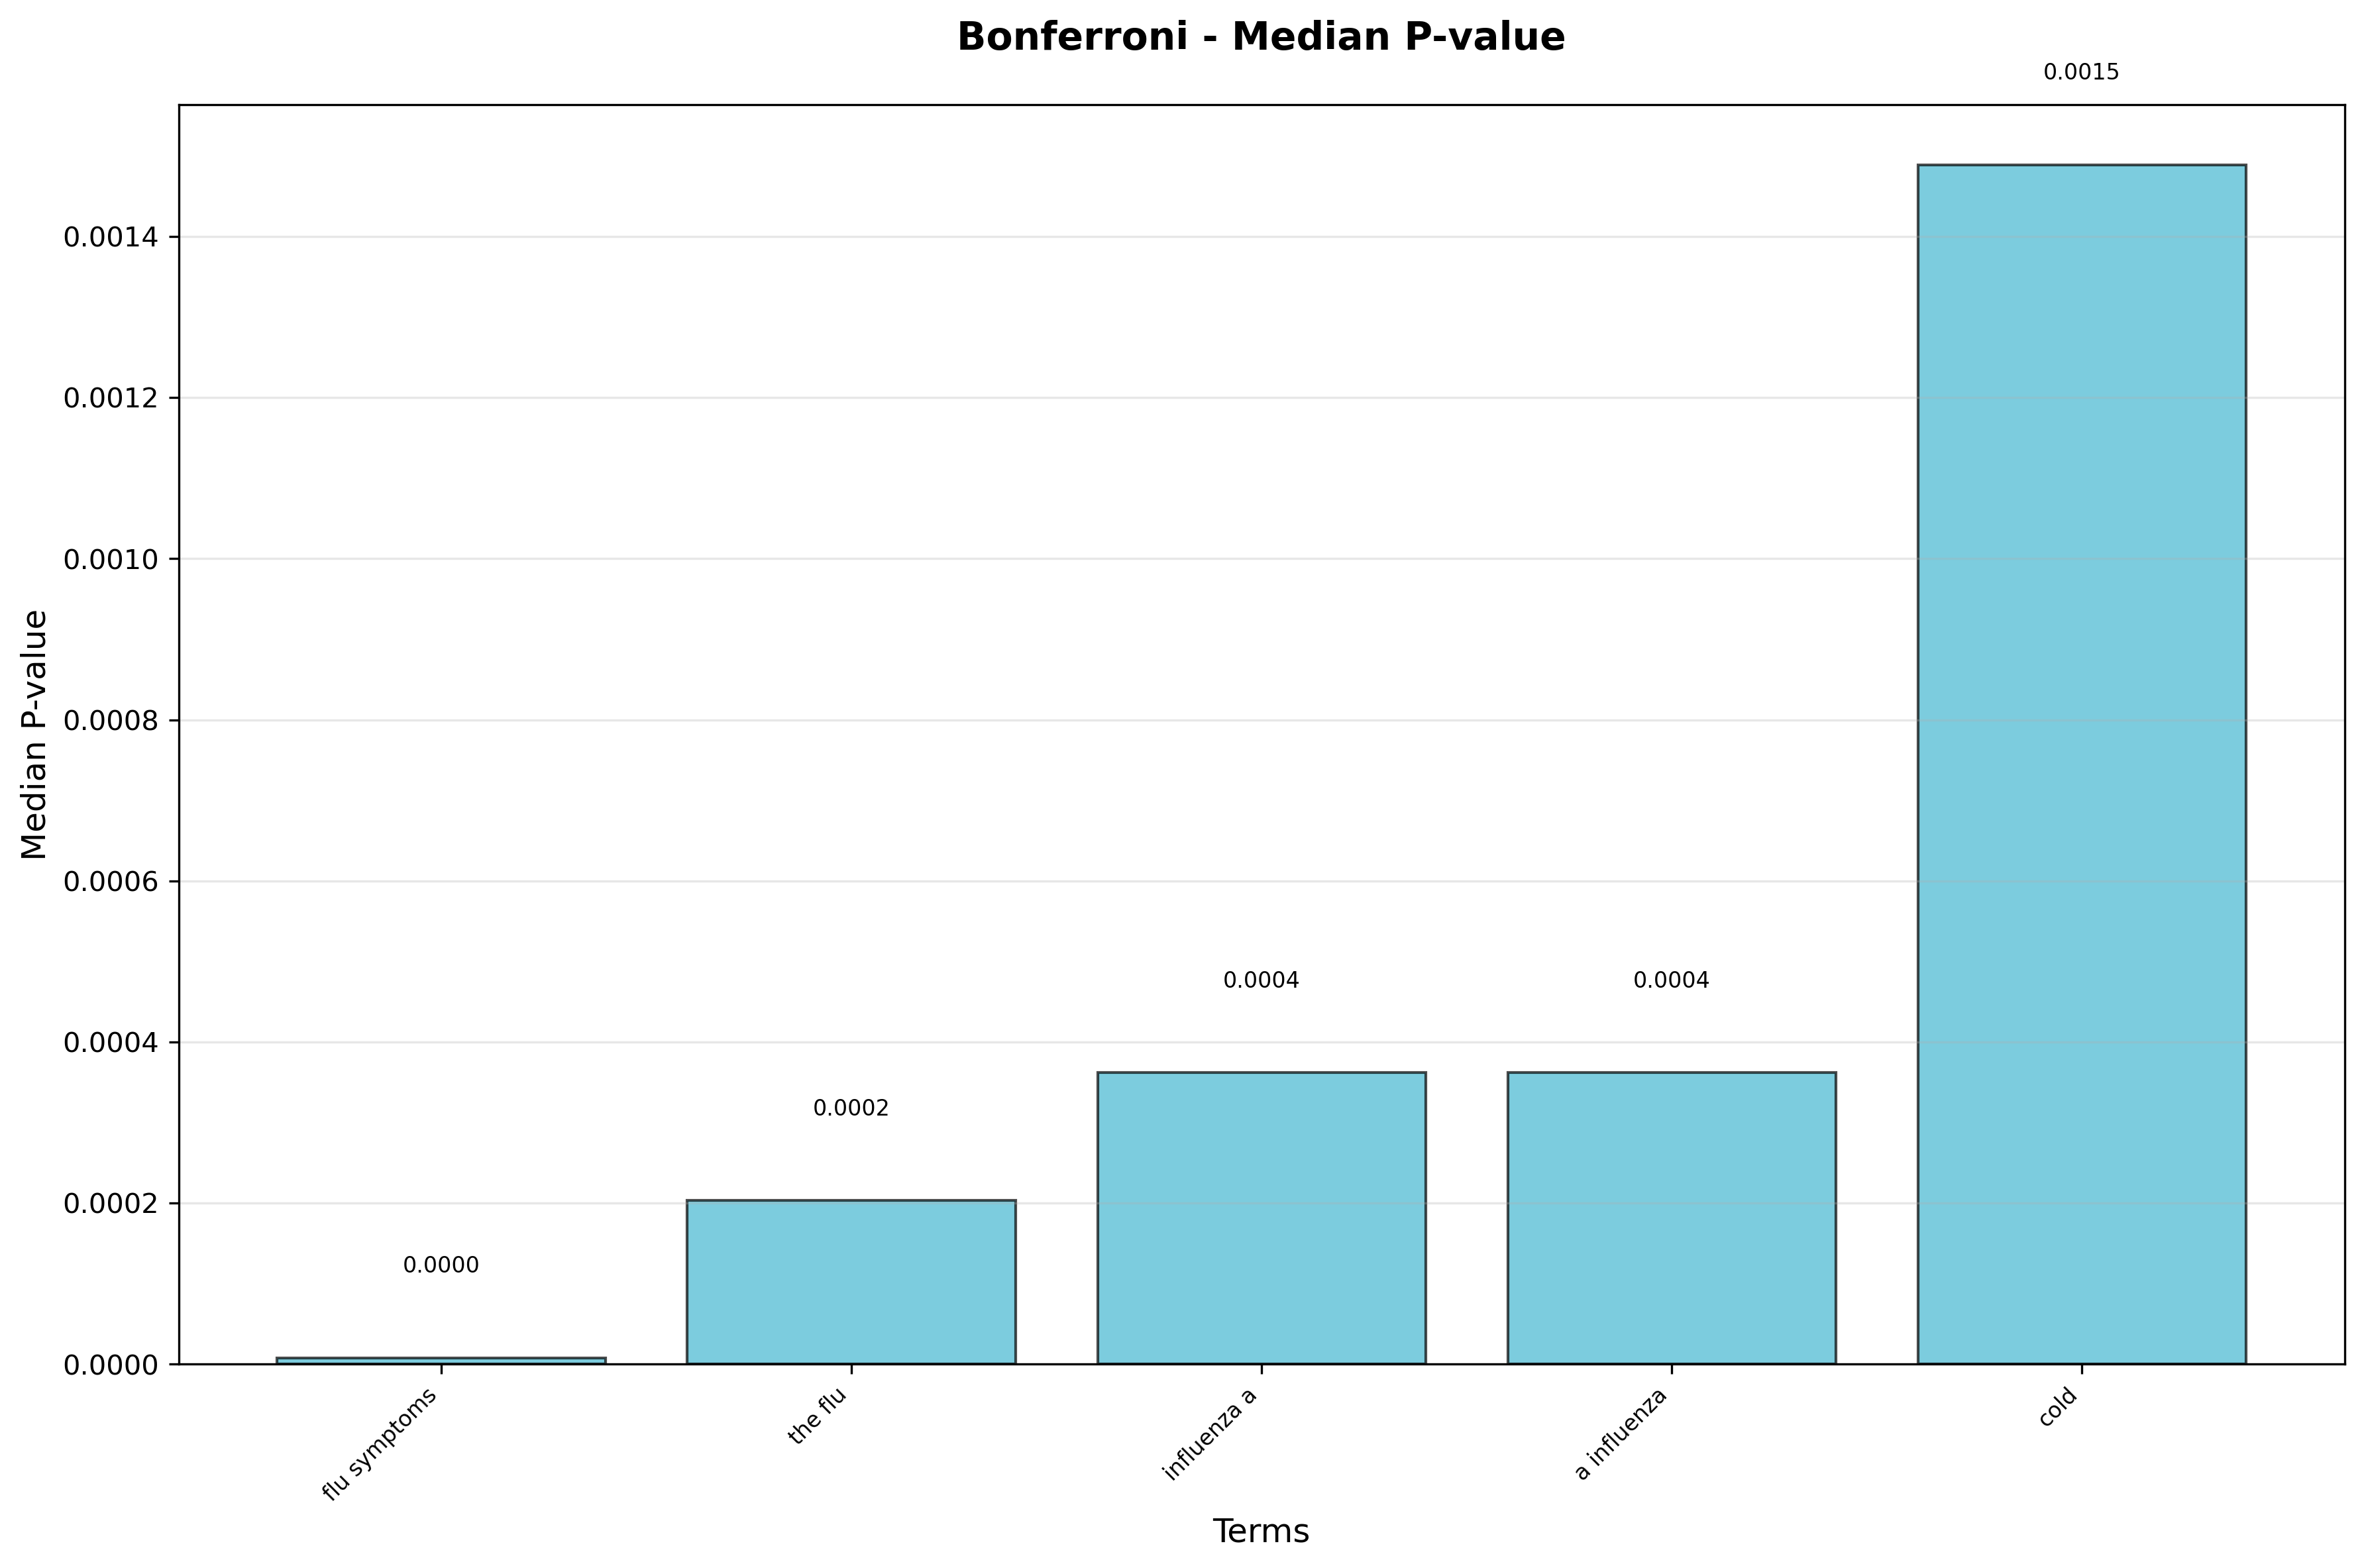 Bonferroni - Median P-value
0.0015
0.0014
0.0012
0.0010
0.0008
0.0006
0.0004
0.0002
0.0000
Median P-value
0.0000
0.0002
0.0004
0.0004
flu symptoms
the flu
influenza a
a influenza
cold
Terms